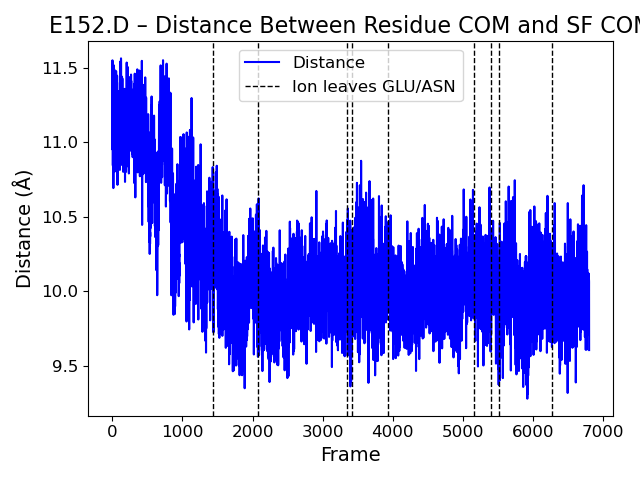 E152.D – Distance Between Residue COM and SF COM
Distance
Ion leaves GLU/ASN
11.5
11.0
10.5
10.0
9.5
Distance (Å)
0 1000 2000 3000 4000 5000 6000 7000
Frame